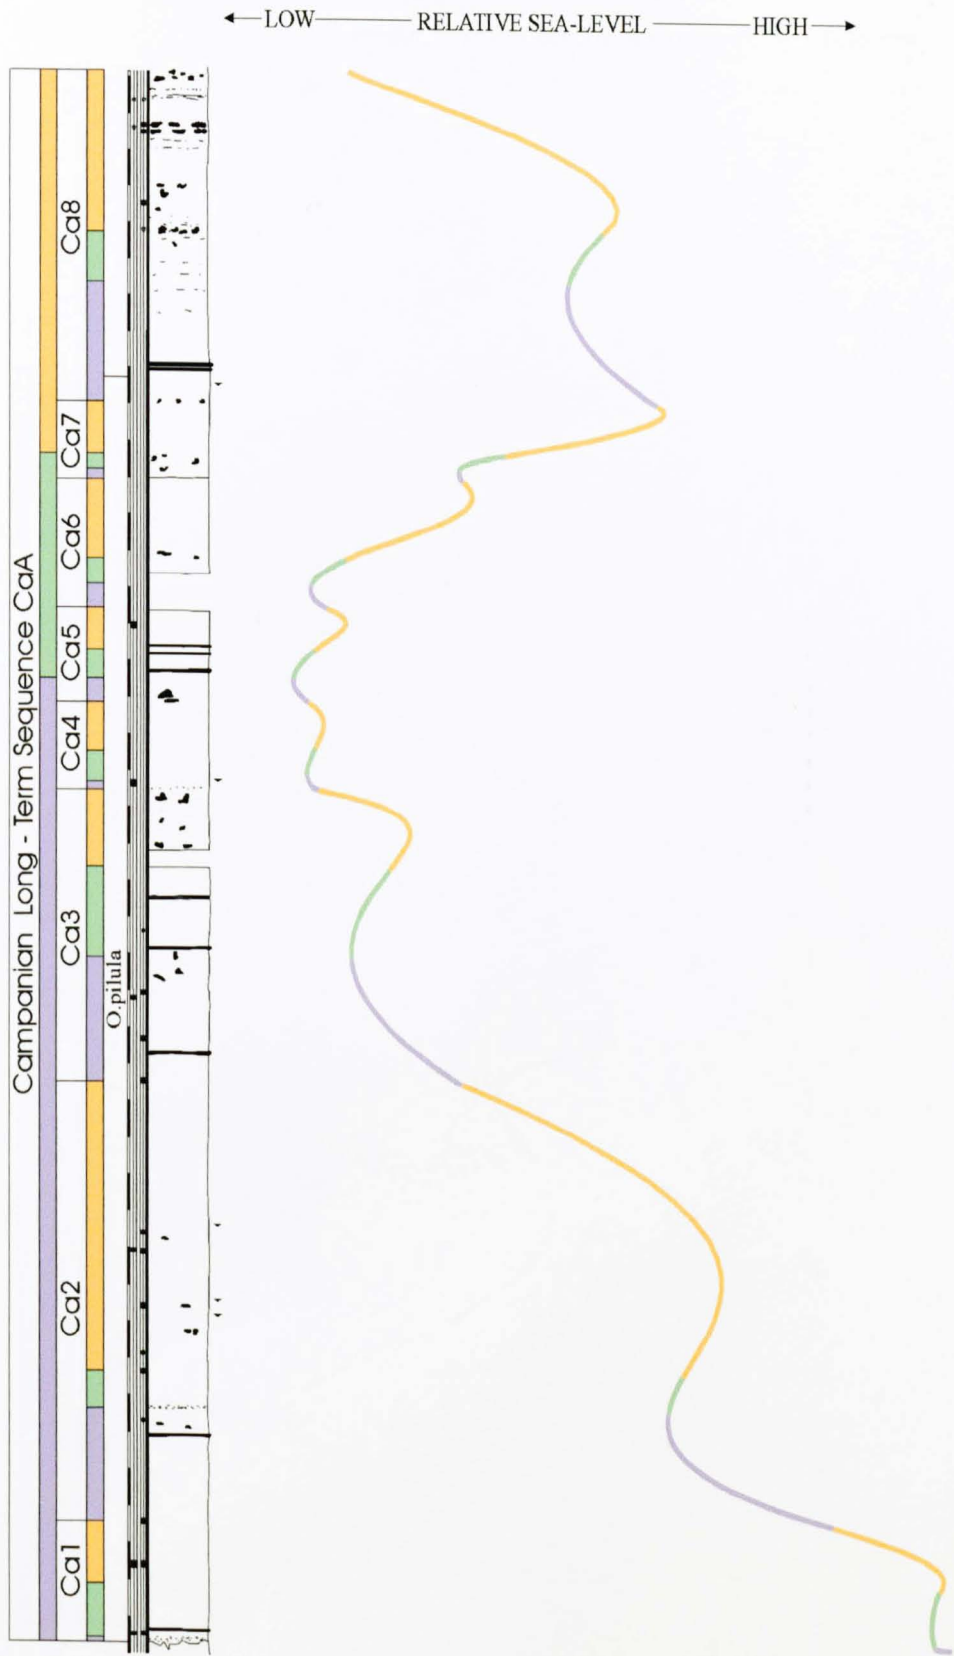 LOW RELATIVE SEA-LEVEL HIGH
Campanian Long - Term Sequence CaA
Ca8
Ca7
Ca6
Ca5
Ca4
Ca3
Ca2
Ca1
O.pilula